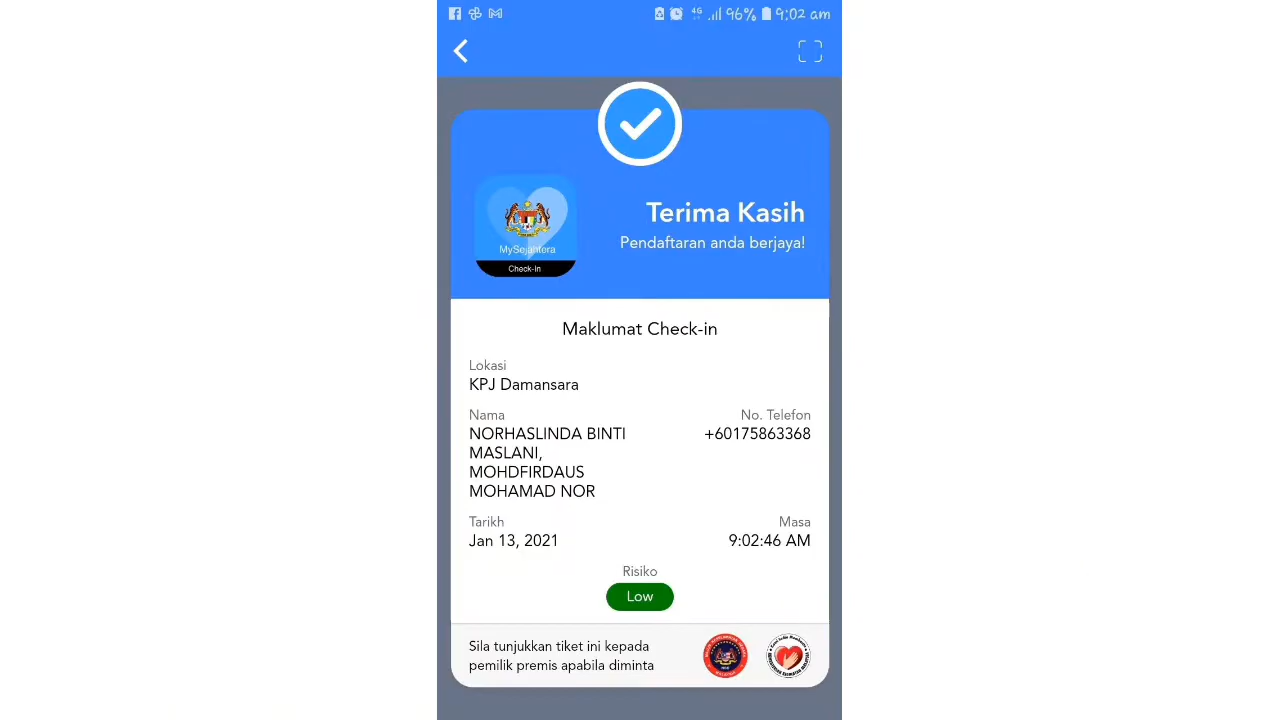 4G 96% 9:02 am
Terima Kasih
Pendaftaran anda berjaya!
MySejahtera
Check-In
Maklumat Check-in
Lokasi
KPJ Damansara
Nama
No. Telefon
NORHASLINDA BINTI
+60175863368
MASLANI,
MOHDFIRDAUS
MOHAMAD NOR
Tarikh
Masa
Jan 13, 2021
9:02:46 AM
Risiko
Low
Sila tunjukkan tiket ini kepada
pemilik premis apabila diminta